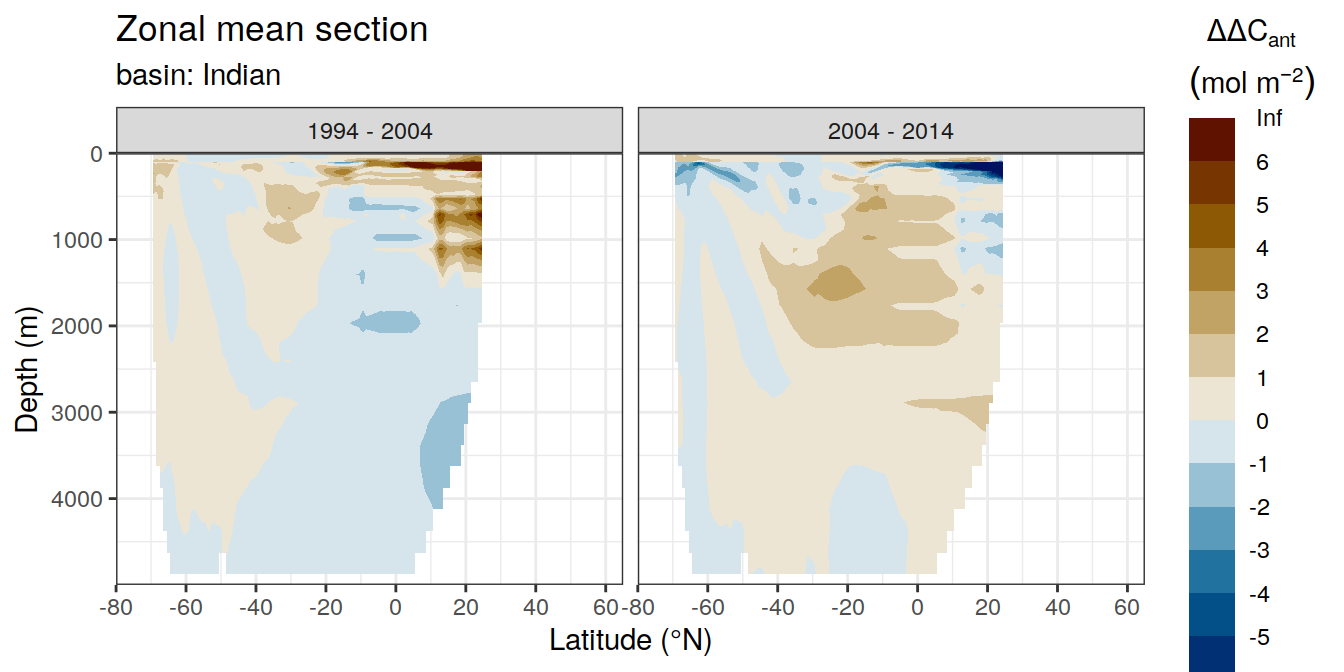 Zonal mean section
basin: Indian
ΔΔCant
(mol m⁻²)
1994 - 2004
2004 - 2014
Inf
6
5
4
3
2
1
0
-1
-2
-3
-4
-5
Depth (m)
0
1000
2000
3000
4000
-80 -60 -40 -20 0 20 40 60
-80 -60 -40 -20 0 20 40 60
Latitude (°N)